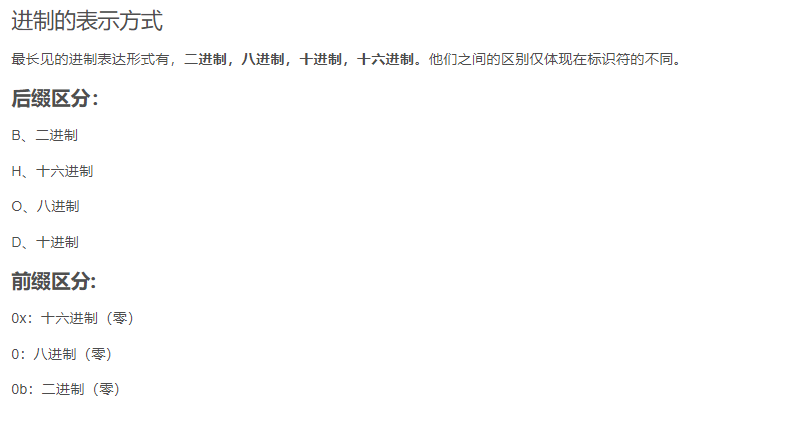 进制的表示方式
最长见的进制表达形式有，二进制，八进制，十进制，十六进制。他们之间的区别仅体现在标识符的不同。
后缀区分：
B、二进制
H、十六进制
O、八进制
D、十进制
前缀区分:
0x：十六进制（零）
0：八进制（零）
0b：二进制（零）